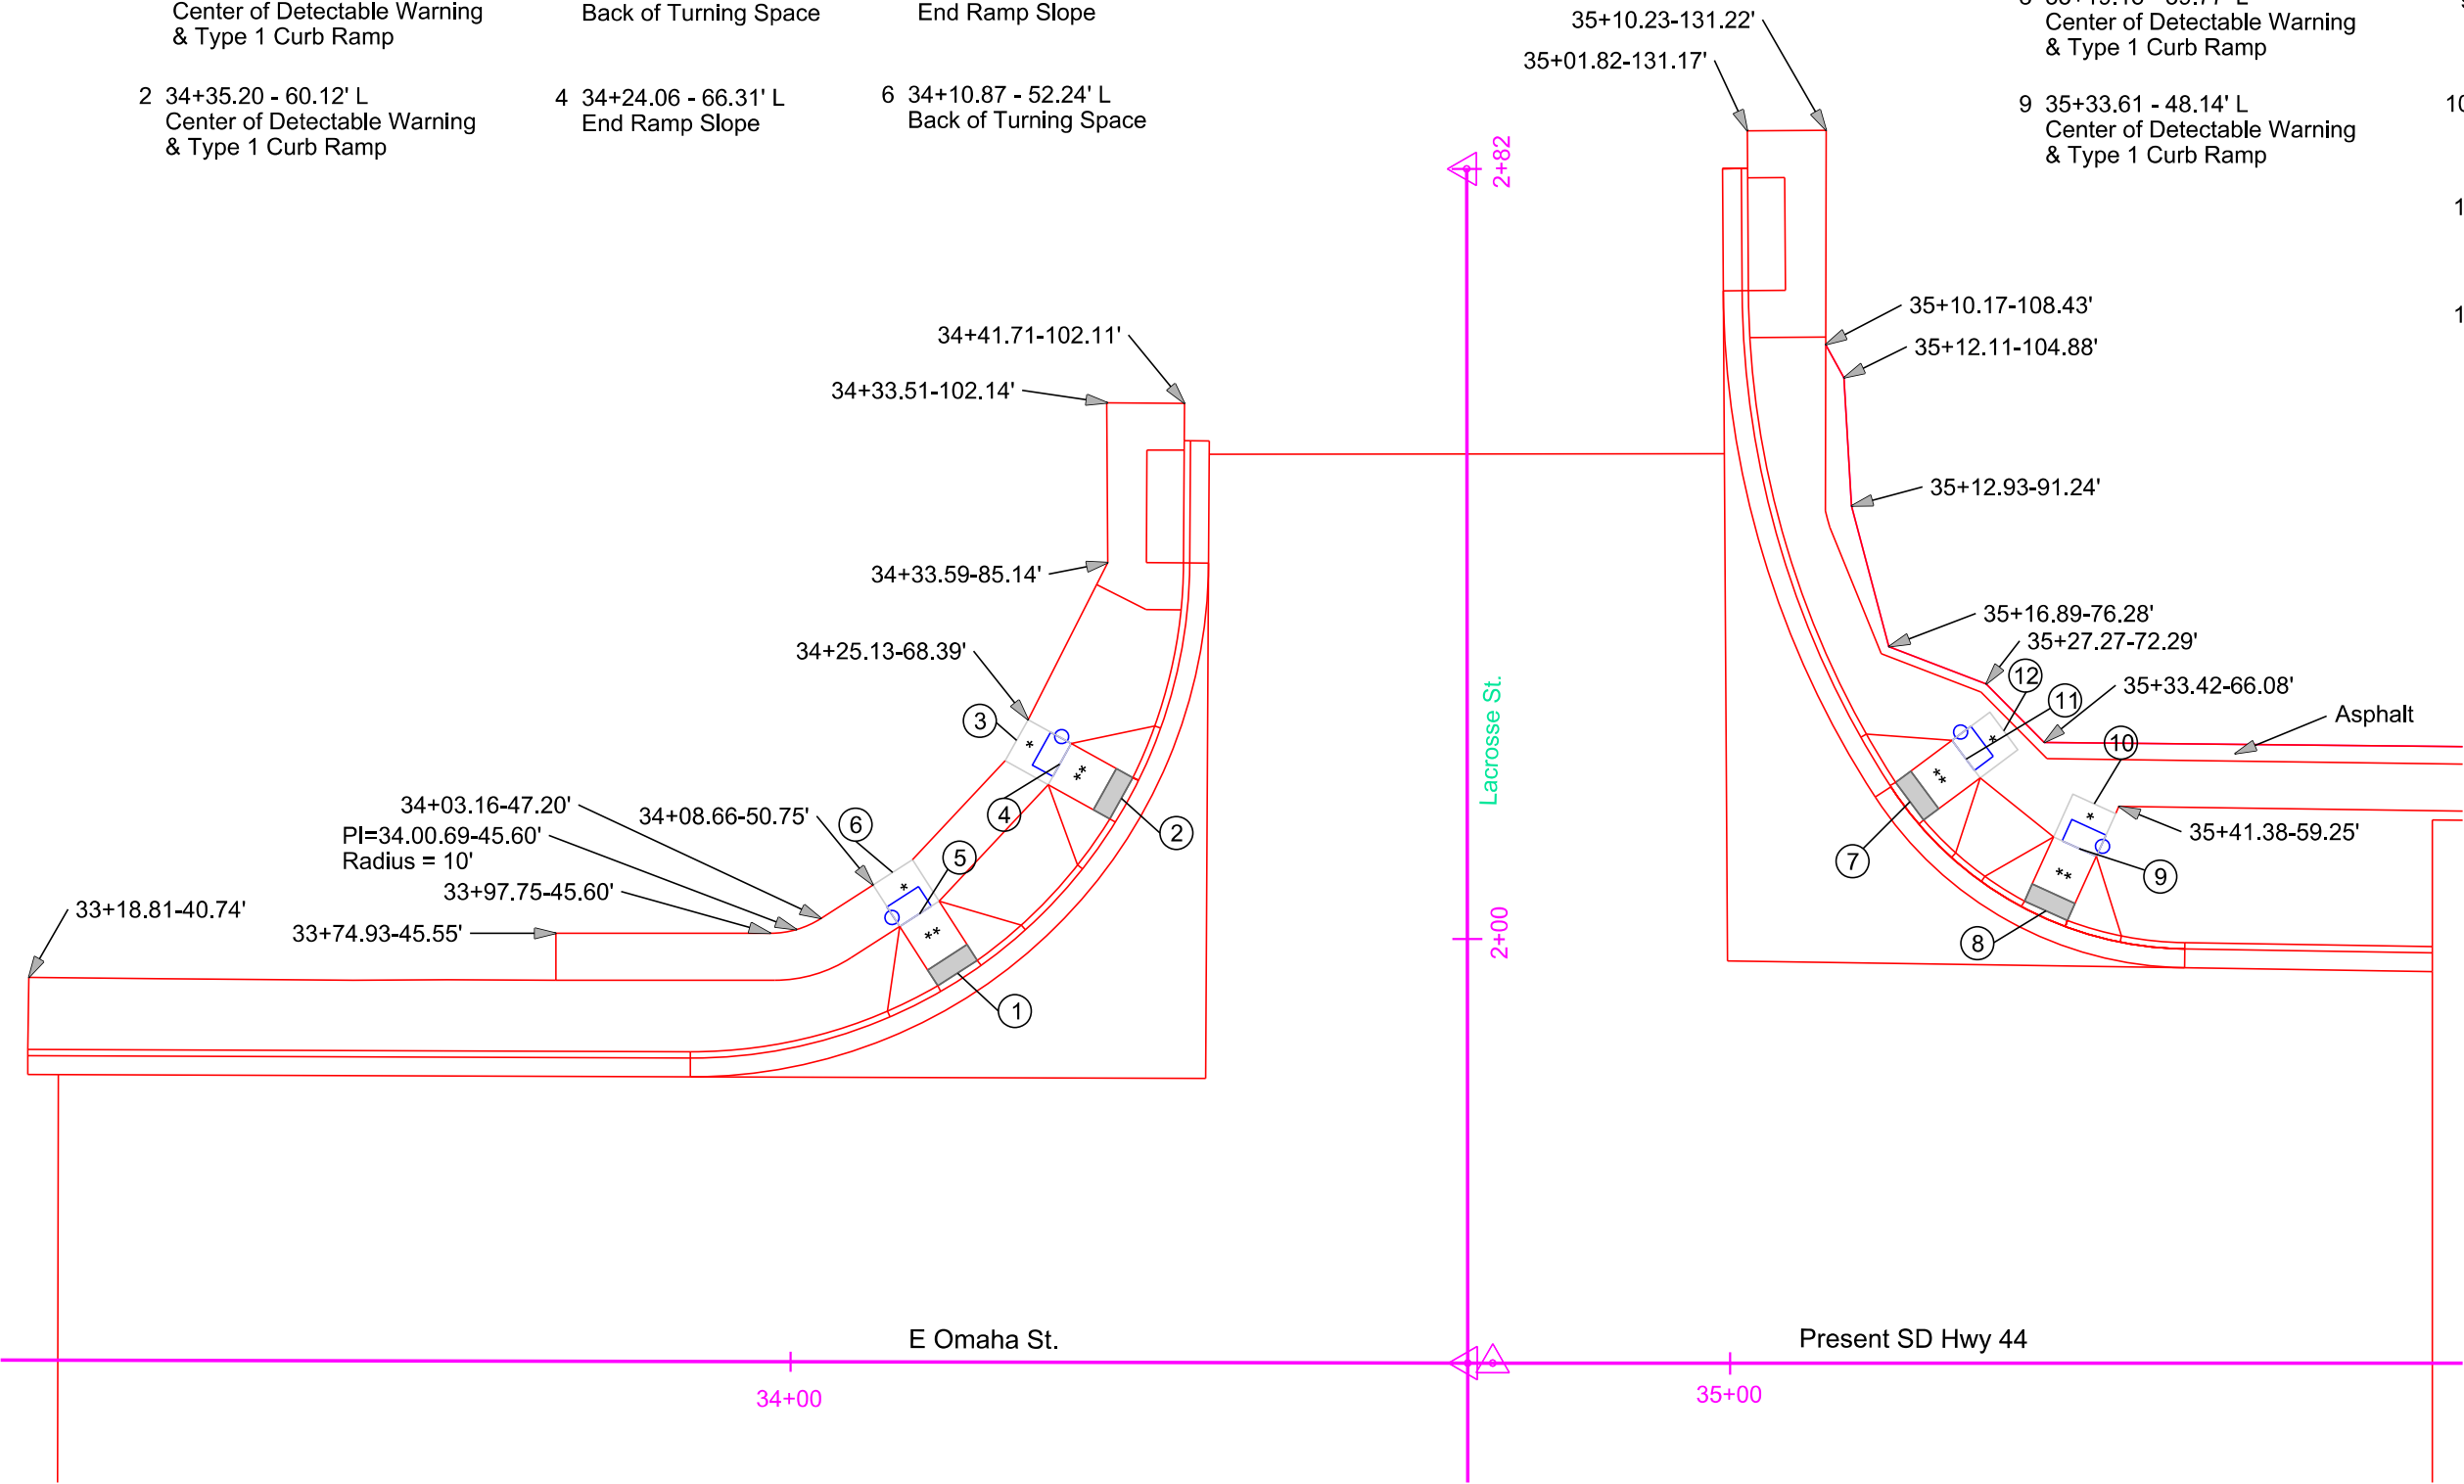 Center of Detectable Warning
& Type 1 Curb Ramp
Back of Turning Space
End Ramp Slope
2 34+35.20 - 60.12' L
Center of Detectable Warning
& Type 1 Curb Ramp
4 34+24.06 - 66.31' L
End Ramp Slope
6 34+10.87 - 52.24' L
Back of Turning Space
Center of Detectable Warning
& Type 1 Curb Ramp
9 35+33.61 - 48.14' L
Center of Detectable Warning
& Type 1 Curb Ramp
35+10.23-131.22'
35+01.82-131.17'
2+82
35+10.17-108.43'
35+12.11-104.88'
34+41.71-102.11'
34+33.51-102.14'
35+12.93-91.24'
34+33.59-85.14'
35+16.89-76.28'
35+27.27-72.29'
34+25.13-68.39'
35+33.42-66.08'
Asphalt
Lacrosse St.
3
*
**
4
2
12
11
*
**
10
*
**
9
7
8
35+41.38-59.25'
34+03.16-47.20'
34+08.66-50.75'
PI=34.00.69-45.60'
Radius = 10'
33+97.75-45.60'
6
5
*
**
1
33+18.81-40.74'
33+74.93-45.55'
2+00
E Omaha St.
Present SD Hwy 44
34+00
35+00